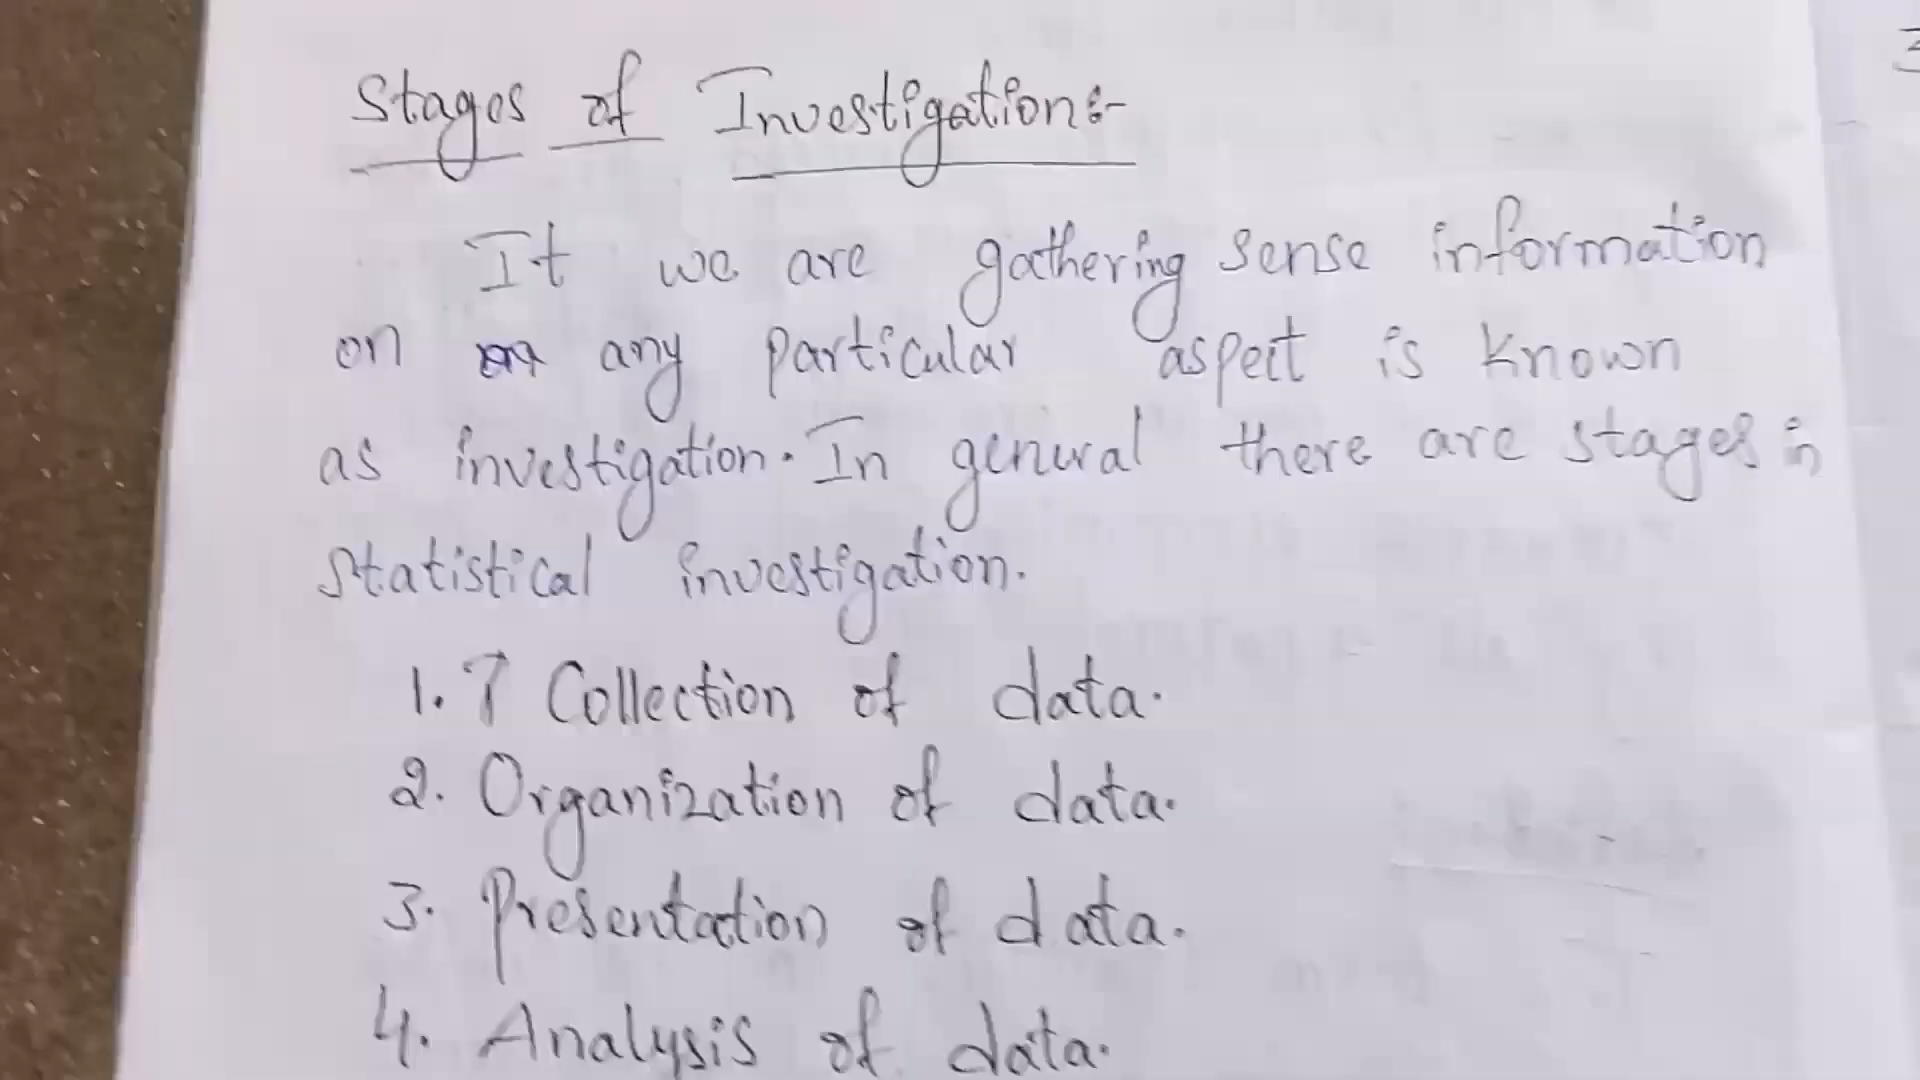 Stages of Investigation:-
It we are gathering sense information
on any particular aspect is known
as investigation. In general there are stages in
statistical investigation.
1. Collection of data.
2. Organization of data.
3. Presentation of data.
4. Analysis of data.